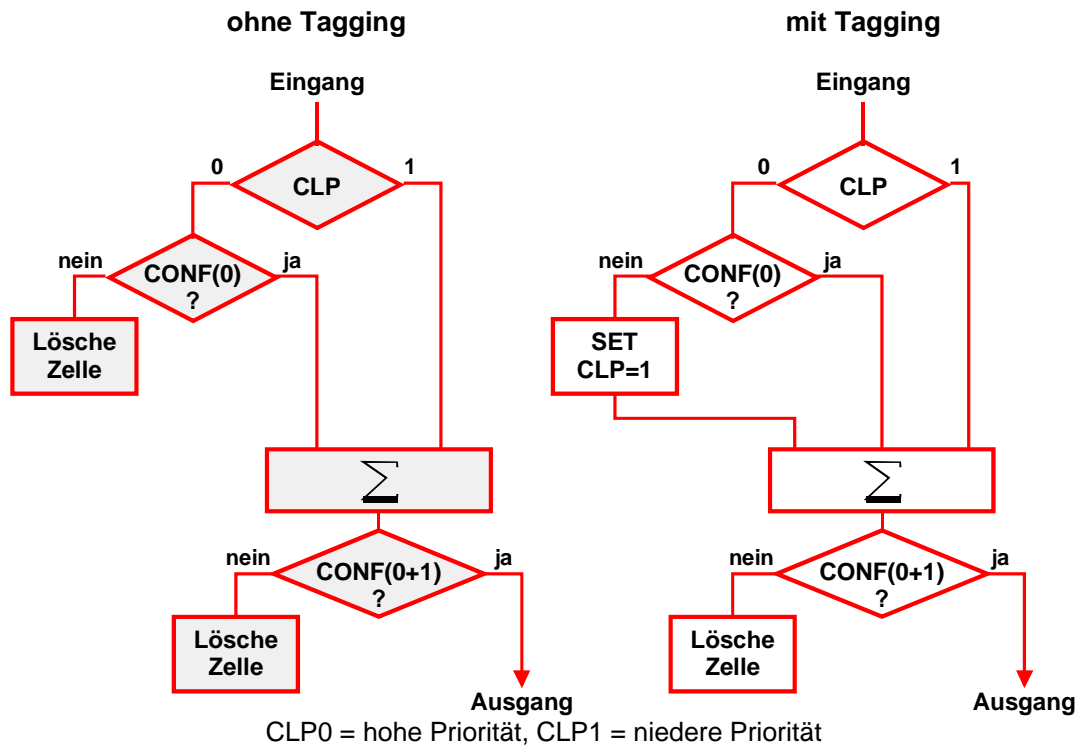 ohne Tagging
Eingang
0
1
CLP
nein
CONF(0)
?
ja
Lösche
Zelle
∑
nein
CONF(0+1)
?
ja
Lösche
Zelle
Ausgang
mit Tagging
Eingang
0
1
CLP
nein
CONF(0)
?
ja
SET
CLP=1
∑
nein
CONF(0+1)
?
ja
Lösche
Zelle
Ausgang
CLP0 = hohe Priorität, CLP1 = niedere Priorität